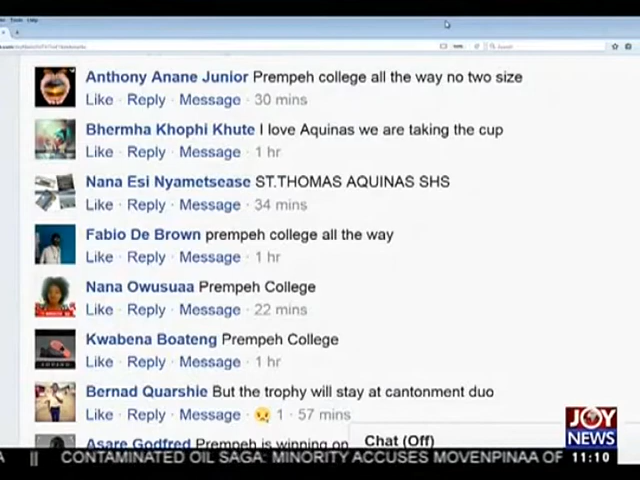 Tools Help
Search
Anthony Anane Junior Prempeh college all the way no two size
Like · Reply · Message · 30 mins
Bhermha Khophi Khute I love Aquinas we are taking the cup
Like · Reply · Message · 1 hr
Nana Esi Nyametsease ST.THOMAS AQUINAS SHS
Like · Reply · Message · 34 mins
Fabio De Brown prempeh college all the way
Like · Reply · Message · 1 hr
Nana Owusuaa Prempeh College
Like · Reply · Message · 22 mins
Kwabena Boateng Prempeh College
Like · Reply · Message · 1 hr
Bernad Quarshie But the trophy will stay at cantonment duo
Like · Reply · Message · 1 · 57 mins
Asare Godfred Prempeh is winning on
Chat (Off)
JOY
NEWS
A || CONTAMINATED OIL SAGA: MINORITY ACCUSES MOVENPINAA OF
11:10